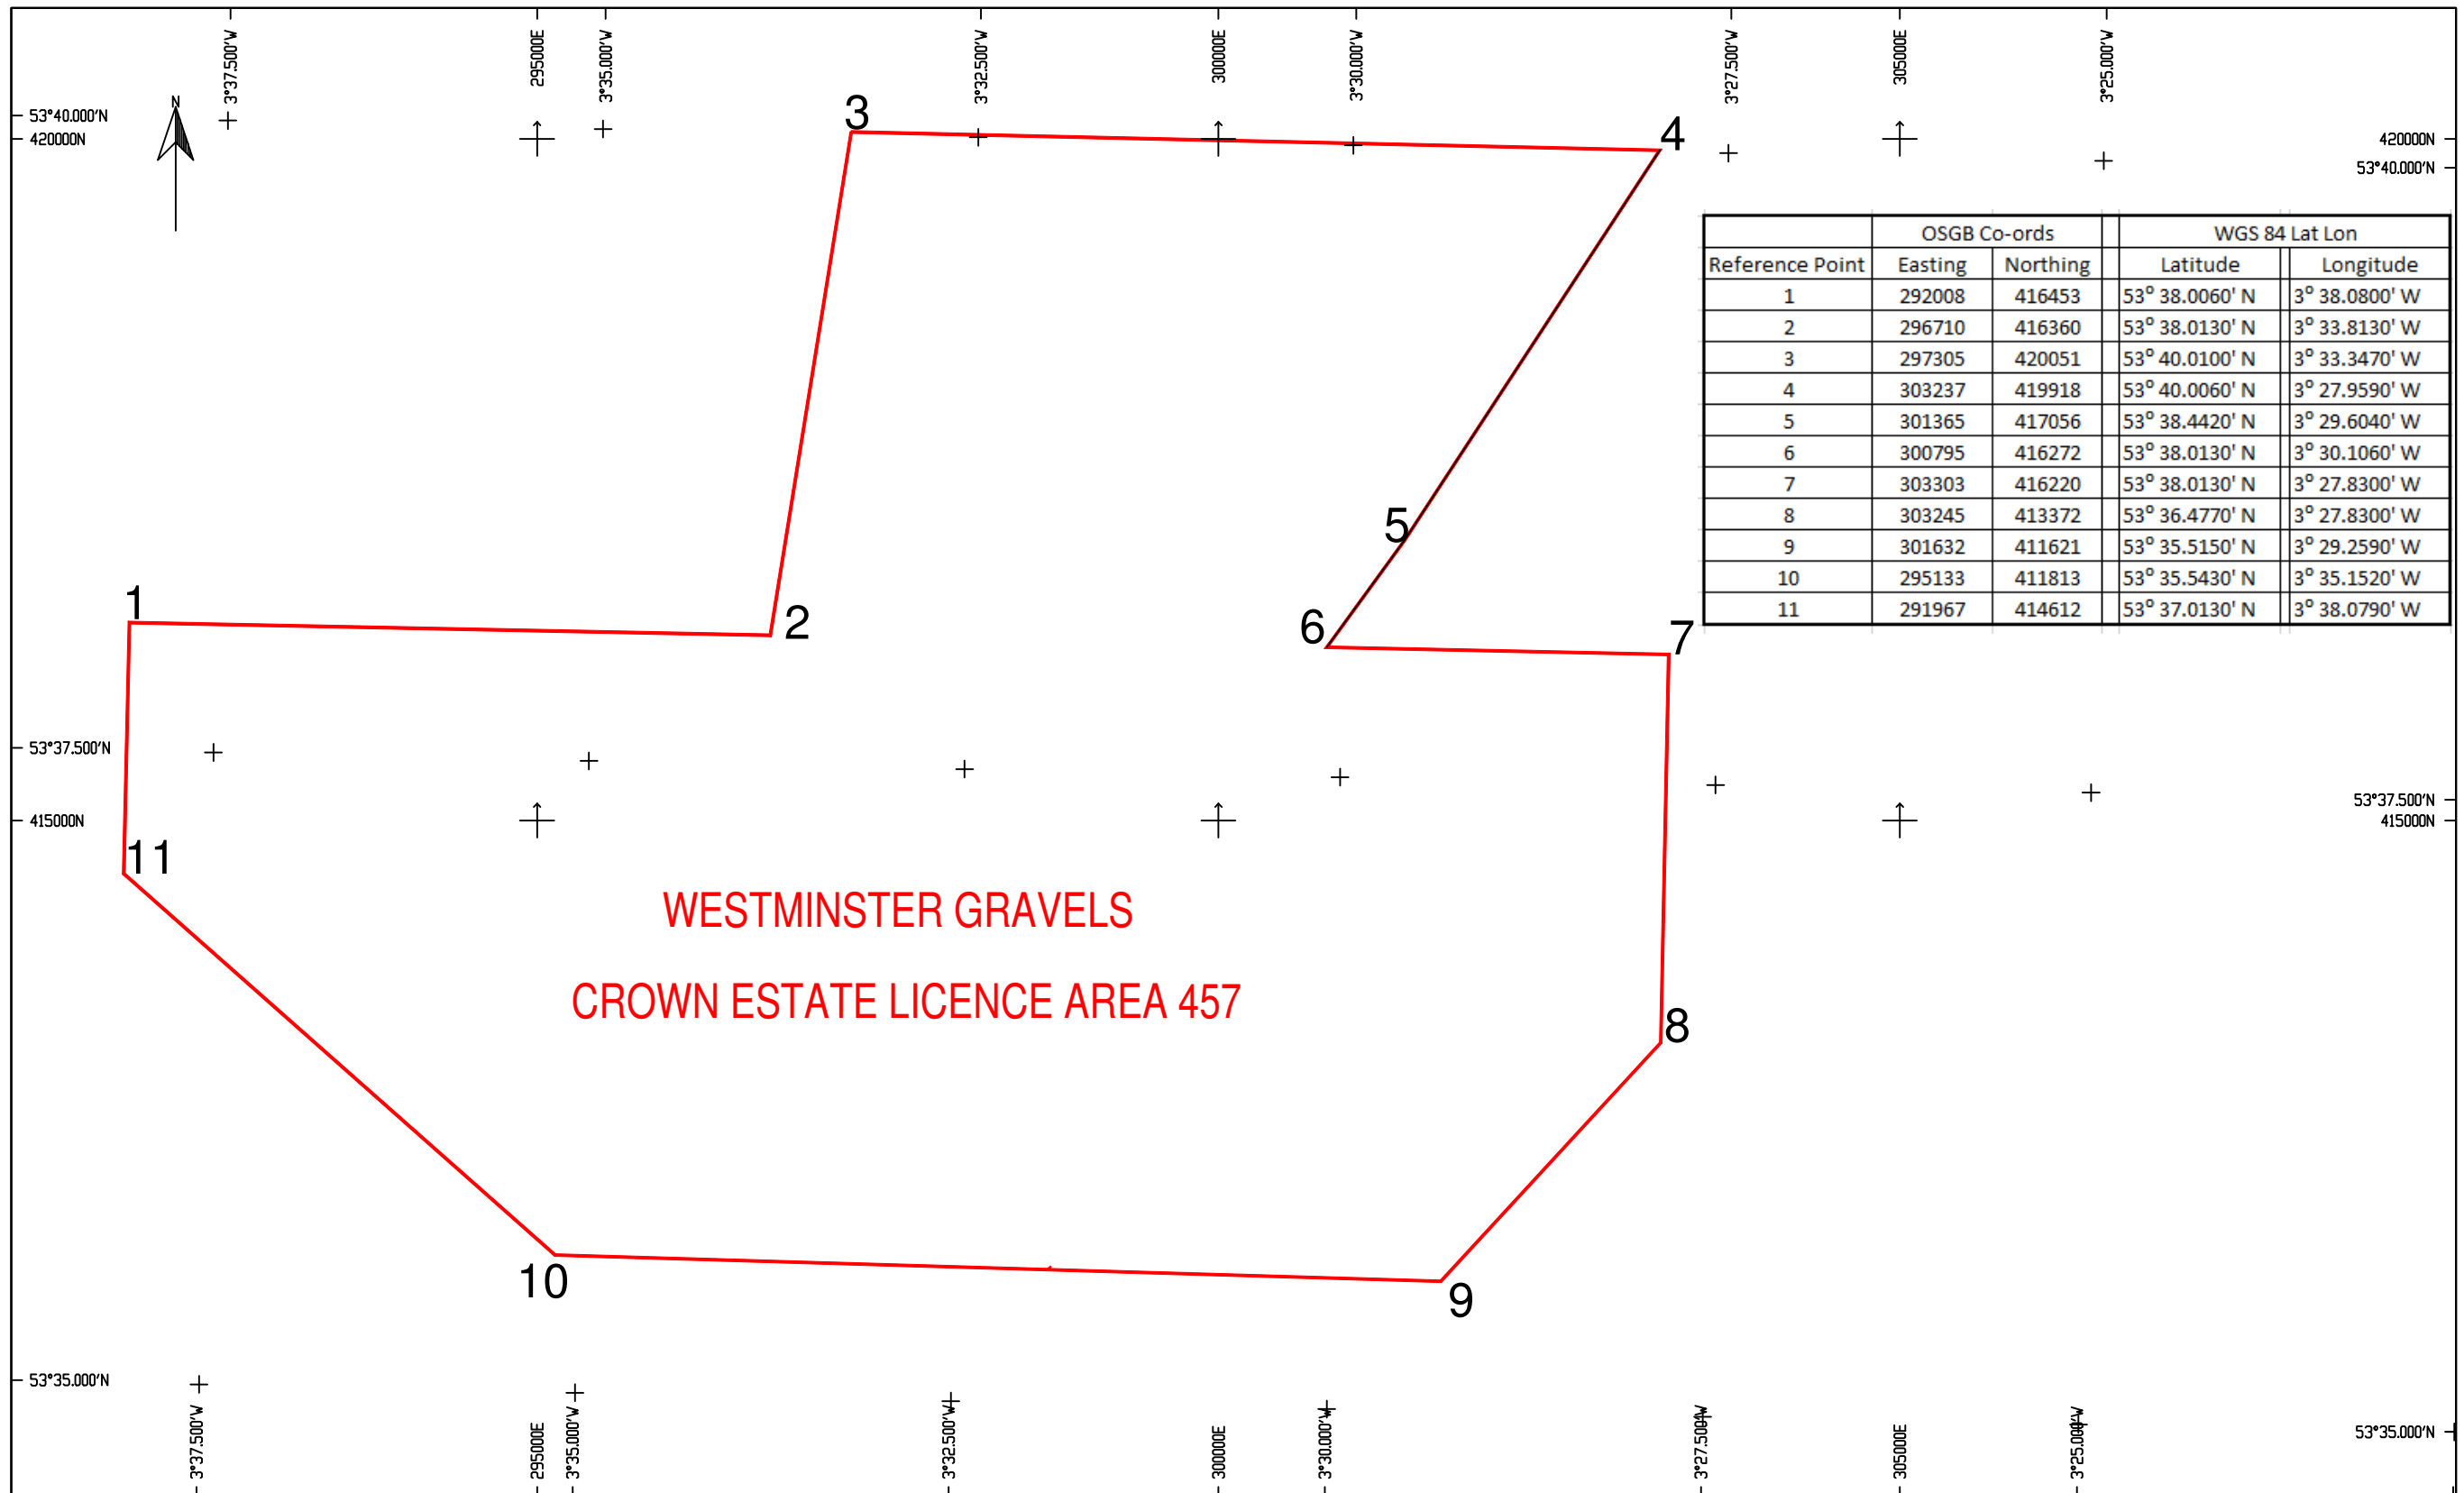 3°37.500'W 295000E 3°35.000'W 3°32.500'W 300000E 3°30.000'W 3°27.500'W 305000E 3°25.000'W
53°40.000'N
420000N
N
3
4
420000N
53°40.000'N
OSGB Co-ords WGS 84 Lat Lon
Reference Point Easting Northing Latitude Longitude
1 292008 416453 53° 38.0060' N 3° 38.0800' W
2 296710 416360 53° 38.0130' N 3° 33.8130' W
3 297305 420051 53° 40.0100' N 3° 33.3470' W
4 303237 419918 53° 40.0060' N 3° 27.9590' W
5 301365 417056 53° 38.4420' N 3° 29.6040' W
6 300795 416272 53° 38.0130' N 3° 30.1060' W
7 303303 416220 53° 38.0130' N 3° 27.8300' W
8 303245 413372 53° 36.4770' N 3° 27.8300' W
9 301632 411621 53° 35.5150' N 3° 29.2590' W
10 295133 411813 53° 35.5430' N 3° 35.1520' W
11 291967 414612 53° 37.0130' N 3° 38.0790' W
5
1
2
6
7
53°37.500'N
415000N
53°37.500'N
415000N
11
WESTMINSTER GRAVELS
CROWN ESTATE LICENCE AREA 457
8
10
9
53°35.000'N
53°35.000'N
3°37.500'W 295000E 3°35.000'W 3°32.500'W 300000E 3°30.000'W 3°27.500'W 305000E 3°25.000'W